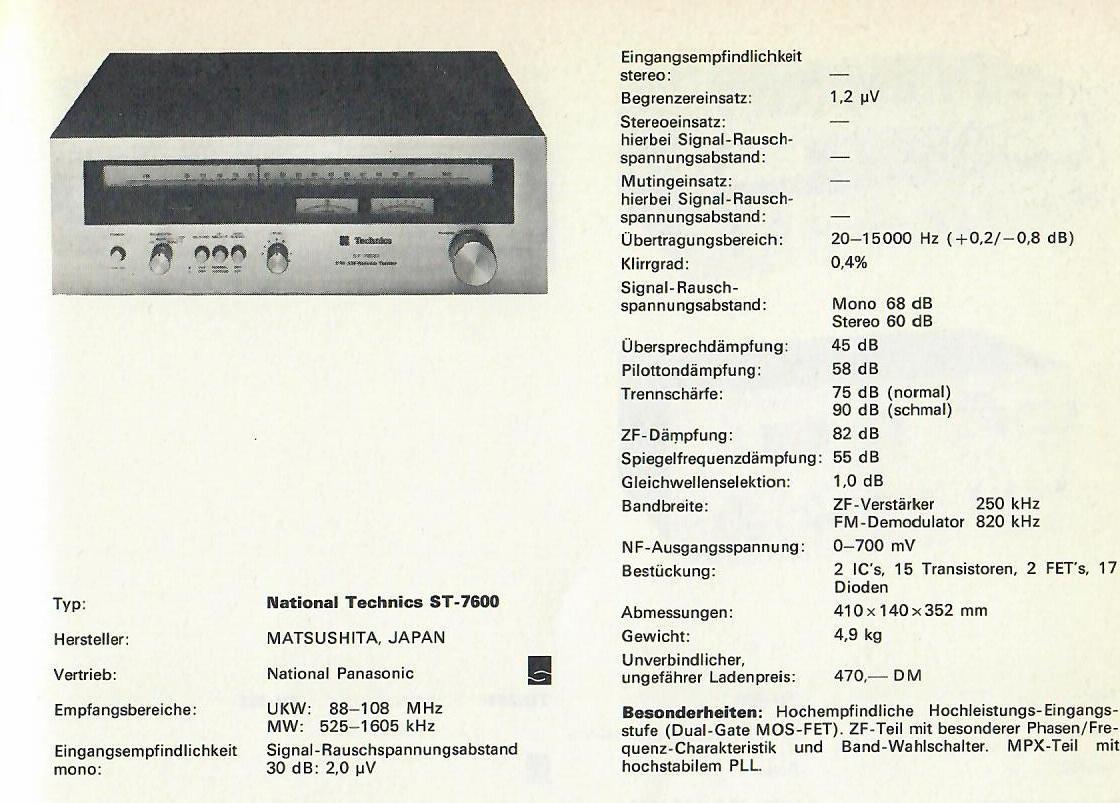 Technics
Typ: National Technics ST-7600
Hersteller: MATSUSHITA, JAPAN
Vertrieb: National Panasonic
Empfangsbereiche: UKW: 88–108 MHz
MW: 525–1605 kHz
Eingangsempfindlichkeit Signal-Rauschspannungsabstand
mono: 30 dB: 2,0 µV
Eingangsempfindlichkeit
stereo: —
Begrenzereinsatz: 1,2 µV
Stereoeinsatz: —
hierbei Signal-Rausch-
spannungsabstand: —
Mutingeinsatz: —
hierbei Signal-Rausch-
spannungsabstand: —
Übertragungsbereich: 20–15000 Hz (+0,2/–0,8 dB)
Klirrgrad: 0,4%
Signal-Rausch-
spannungsabstand: Mono 68 dB
Stereo 60 dB
Übersprechdämpfung: 45 dB
Pilottondämpfung: 58 dB
Trennschärfe: 75 dB (normal)
90 dB (schmal)
ZF-Dämpfung: 82 dB
Spiegelfrequenzdämpfung: 55 dB
Gleichwellenselektion: 1,0 dB
Bandbreite: ZF-Verstärker 250 kHz
FM-Demodulator 820 kHz
NF-Ausgangsspannung: 0–700 mV
Bestückung: 2 IC's, 15 Transistoren, 2 FET's, 17
Dioden
Abmessungen: 410×140×352 mm
Gewicht: 4,9 kg
Unverbindlicher,
ungefährer Ladenpreis: 470,— DM
Besonderheiten: Hochempfindliche Hochleistungs-Eingangs-
stufe (Dual-Gate MOS-FET). ZF-Teil mit besonderer Phasen/Fre-
quenz-Charakteristik und Band-Wahlschalter. MPX-Teil mit
hochstabilem PLL.